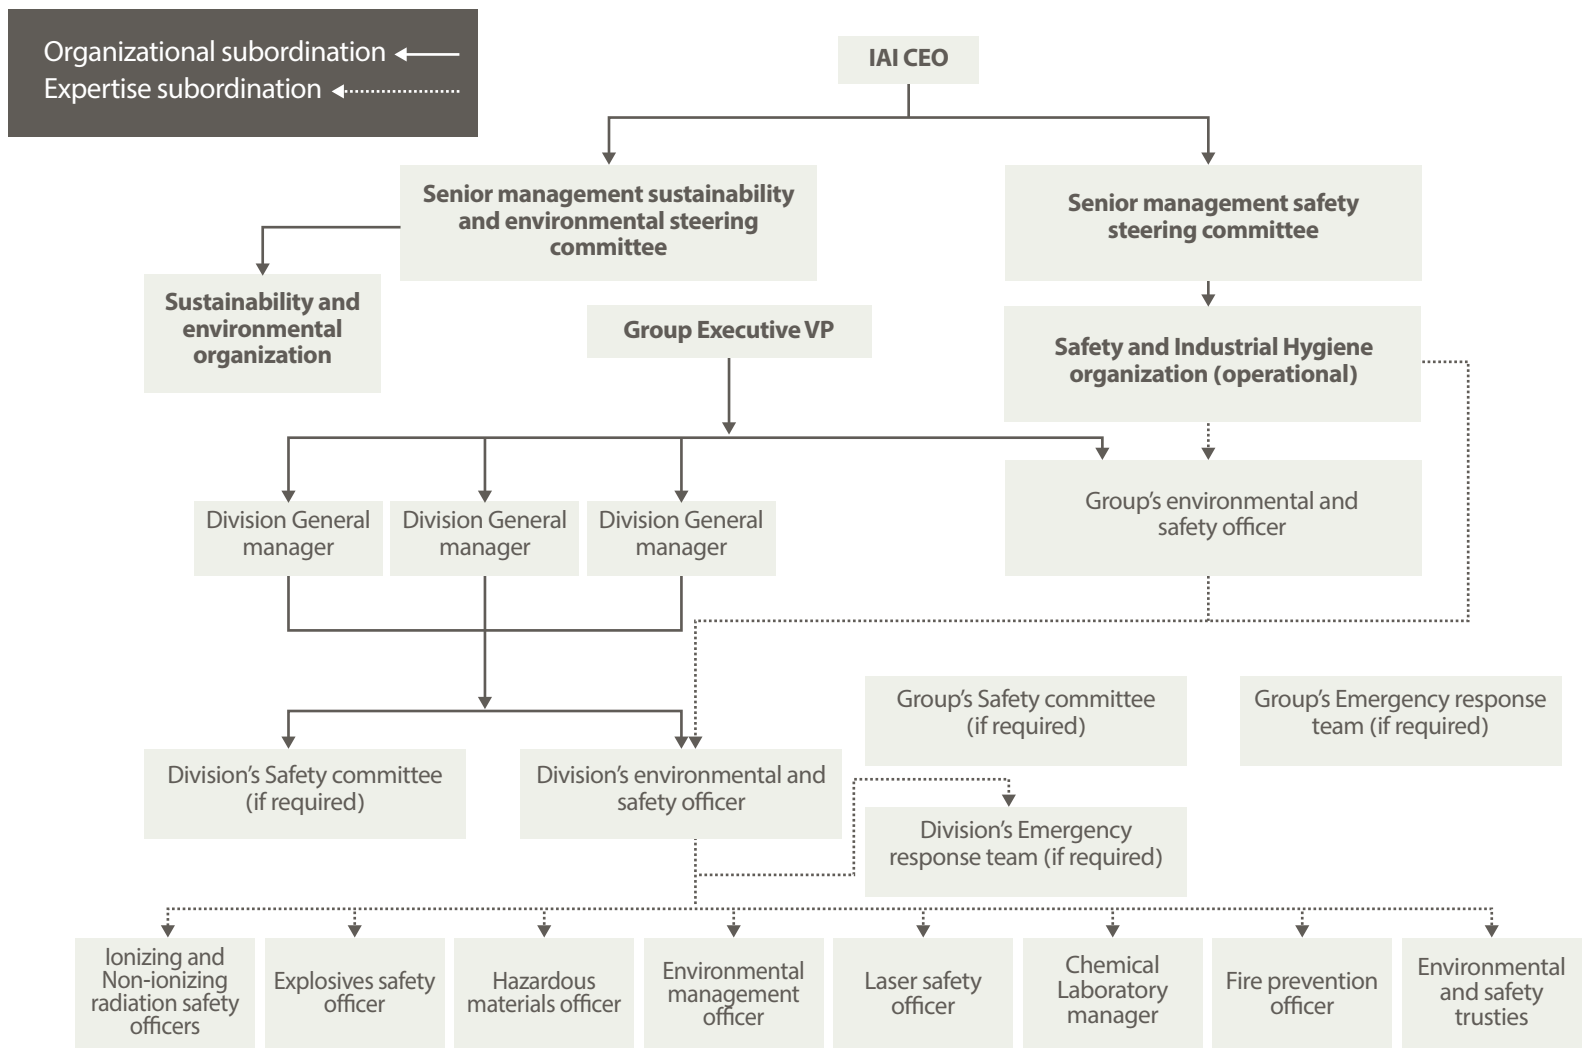 Organizational subordination
Expertise subordination
IAI CEO
Senior management sustainability
and environmental steering
committee
Senior management safety
steering committee
Sustainability and
environmental
organization
Group Executive VP
Safety and Industrial Hygiene
organization (operational)
Division General
manager
Division General
manager
Division General
manager
Group's environmental and
safety officer
Group's Safety committee
(if required)
Group's Emergency response
team (if required)
Division's Safety committee
(if required)
Division's environmental and
safety officer
Division's Emergency
response team (if required)
Ionizing and
Non-ionizing
radiation safety
officers
Explosives safety
officer
Hazardous
materials officer
Environmental
management
officer
Laser safety
officer
Chemical
Laboratory
manager
Fire prevention
officer
Environmental
and safety
trusties